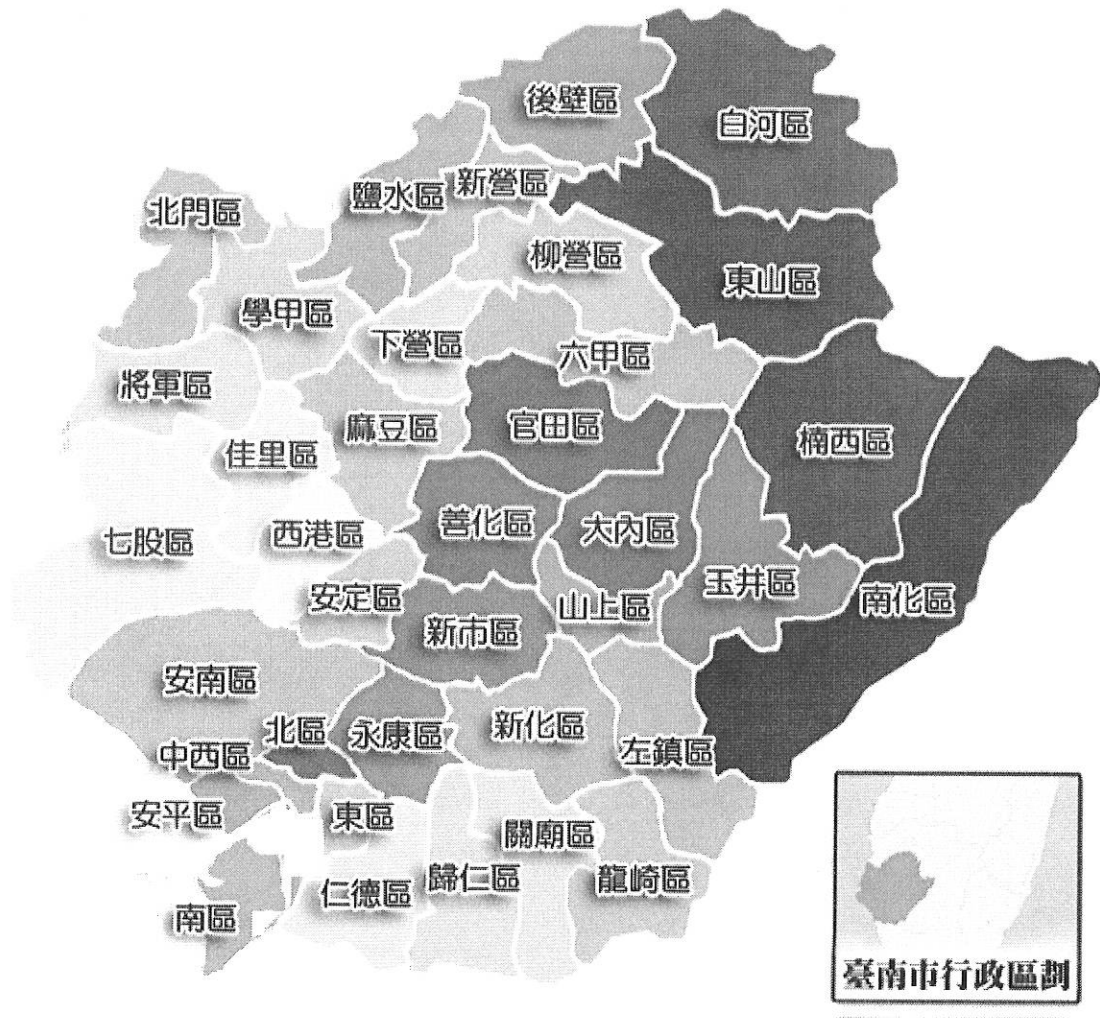 後壁區
白河區
新營區
鹽水區
北門區
柳營區
東山區
學甲區
下營區
六甲區
將軍區
麻豆區
官田區
楠西區
佳里區
善化區
大內區
七股區
西港區
安定區
玉井區
南化區
山上區
新市區
安南區
北區
永康區
新化區
左鎮區
中西區
安平區
東區
關廟區
歸仁區
龍崎區
仁德區
南區
臺南市行政區劃